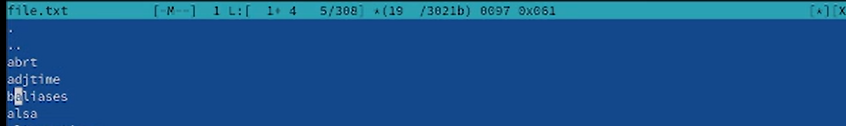 file.txt [-M--] 1 L:[ 1+ 4 5/308] *(19 /3021b) 0097 0x061 [*][X
.
..
abrt
adjtime
baliases
alsa